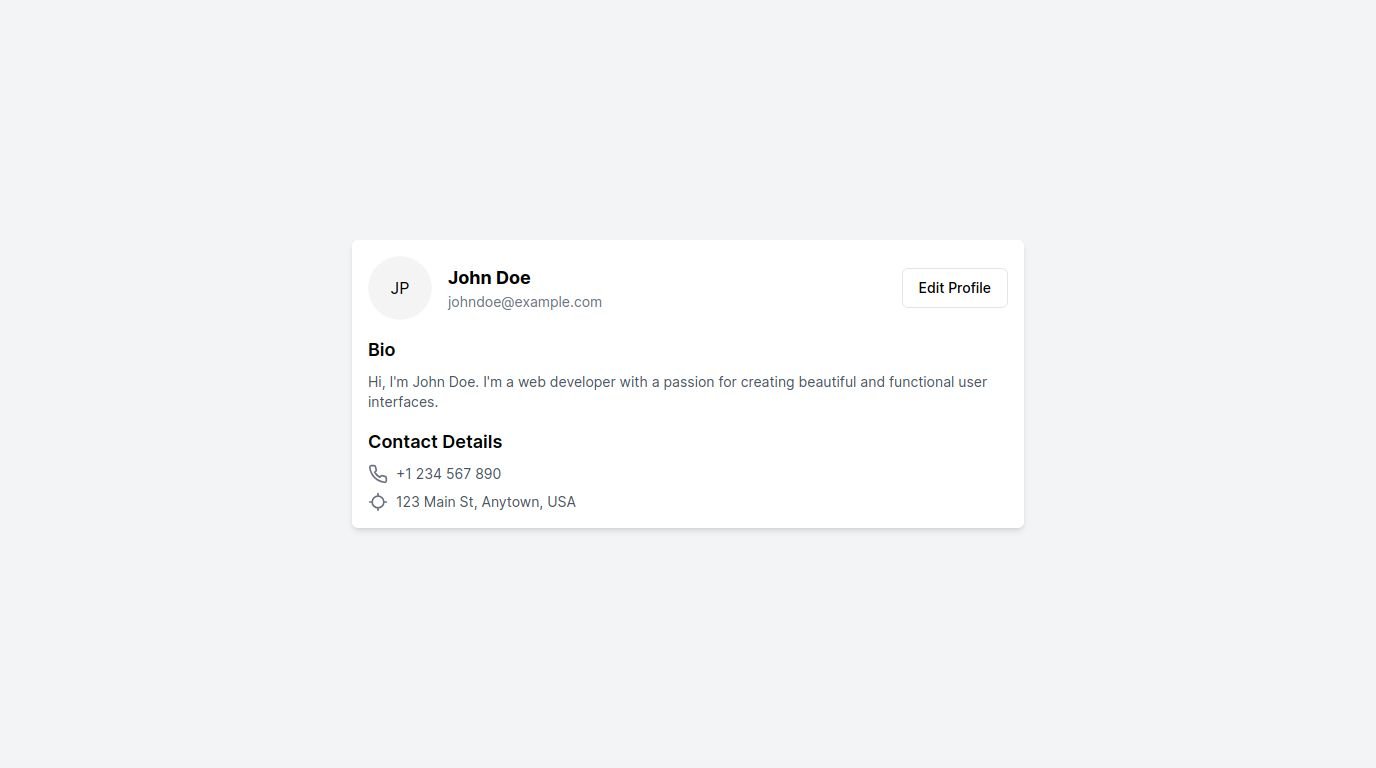 JP
John Doe
johndoe@example.com
Edit Profile
Bio
Hi, I'm John Doe. I'm a web developer with a passion for creating beautiful and functional user
interfaces.
Contact Details
+1 234 567 890
123 Main St, Anytown, USA